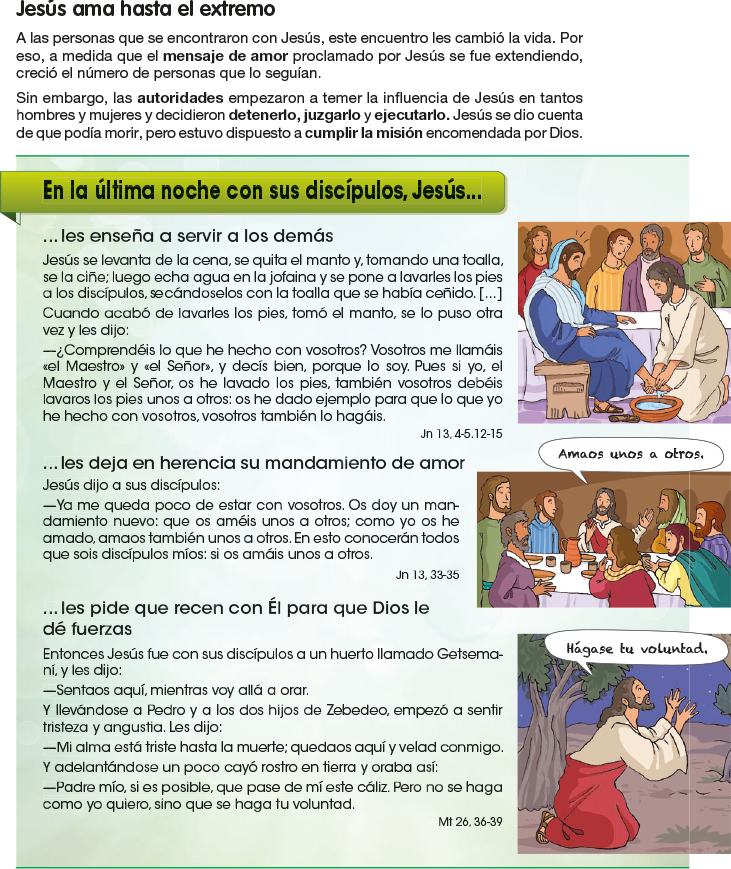 Jesús ama hasta el extremo
A las personas que se encontraron con Jesús, este encuentro les cambió la vida. Por
eso, a medida que el mensaje de amor proclamado por Jesús se fue extendiendo,
creció el número de personas que lo seguían.
Sin embargo, las autoridades empezaron a temer la influencia de Jesús en tantos
hombres y mujeres y decidieron detenerlo, juzgarlo y ejecutarlo. Jesús se dio cuenta
de que podía morir, pero estuvo dispuesto a cumplir la misión encomendada por Dios.
En la última noche con sus discípulos, Jesús...
...les enseña a servir a los demás
Jesús se levanta de la cena, se quita el manto y, tomando una toalla,
se la ciñe; luego echa agua en la jofaina y se pone a lavarles los pies
a los discípulos, secándoselos con la toalla que se había ceñido. [...]
Cuando acabó de lavarles los pies, tomó el manto, se lo puso otra
vez y les dijo:
—¿Comprendéis lo que he hecho con vosotros? Vosotros me llamáis
«el Maestro» y «el Señor», y decís bien, porque lo soy. Pues si yo, el
Maestro y el Señor, os he lavado los pies, también vosotros debéis
lavaros los pies unos a otros: os he dado ejemplo para que lo que yo
he hecho con vosotros, vosotros también lo hagáis.
Jn 13, 4-5.12-15
...les deja en herencia su mandamiento de amor
Jesús dijo a sus discípulos:
—Ya me queda poco de estar con vosotros. Os doy un man-
damiento nuevo: que os améis unos a otros; como yo os he
amado, amaos también unos a otros. En esto conocerán todos
que sois discípulos míos: si os amáis unos a otros.
Jn 13, 33-35
Amaos unos a otros.
...les pide que recen con Él para que Dios le
dé fuerzas
Entonces Jesús fue con sus discípulos a un huerto llamado Getsema-
ní, y les dijo:
—Sentaos aquí, mientras voy allá a orar.
Y llevándose a Pedro y a los dos hijos de Zebedeo, empezó a sentir
tristeza y angustia. Les dijo:
—Mi alma está triste hasta la muerte; quedaos aquí y velad conmigo.
Y adelantándose un poco cayó rostro en tierra y oraba así:
—Padre mío, si es posible, que pase de mí este cáliz. Pero no se haga
como yo quiero, sino que se haga tu voluntad.
Mt 26, 36-39
Hágase tu voluntad.